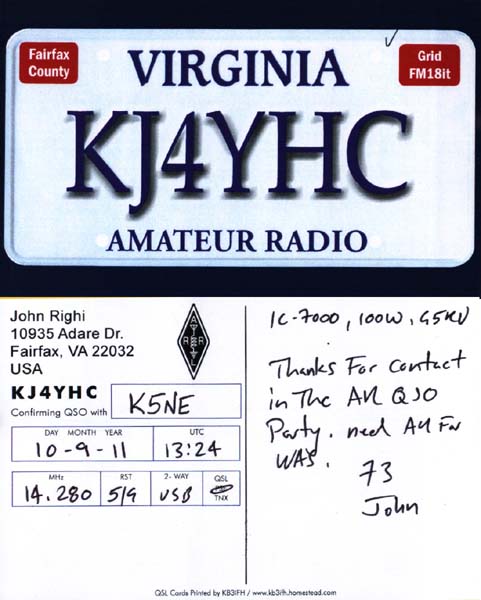 Fairfax
County
VIRGINIA
Grid
FM18it
KJ4YHC
AMATEUR RADIO
John Righi
10935 Adare Dr.
Fairfax, VA 22032
USA
A
R R
L
KJ4YHC
Confirming QSO with K5NE
DAY MONTH YEAR UTC
10-9-11 13:24
MHz RST 2-WAY QSL
14.280 5/9 USB
TNX
IC-7000, 100W, G5RV
Thanks For Contact
in The AR QSO
Party. need AR For
WAS.
73
John
QSL Cards Printed by KB3IFH / www.kb3ifh.homestead.com